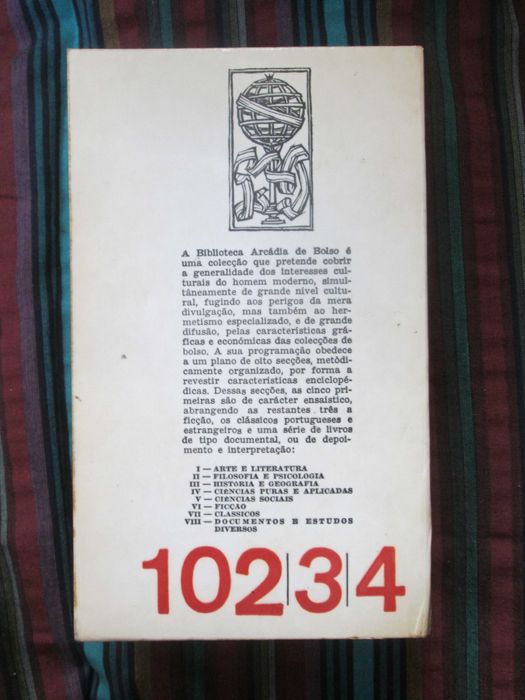 A Biblioteca Arcádia de Bolso é
uma colecção que pretende cobrir
a generalidade dos interesses cul-
turais do homem moderno, simul-
tâneamente de grande nível cultu-
ral, fugindo aos perigos da mera
divulgação, mas também ao her-
metismo especializado, e de grande
difusão, pelas características grá-
ficas e económicas das colecções de
bolso. A sua programação obedece
a um plano de oito secções, metòdi-
camente organizado, por forma a
revestir características enciclopé-
dicas. Dessas secções, as cinco pri-
meiras são de carácter ensaístico,
abrangendo as restantes três a
ficção, os clássicos portugueses e
estrangeiros e uma série de livros
de tipo documental, ou de depoi-
mento e interpretação:
I — ARTE E LITERATURA
II — FILOSOFIA E PSICOLOGIA
III — HISTÓRIA E GEOGRAFIA
IV — CIÊNCIAS PURAS E APLICADAS
V — CIÊNCIAS SOCIAIS
VI — FICÇÃO
VII — CLÁSSICOS
VIII — DOCUMENTOS E ESTUDOS
DIVERSOS
102|3|4